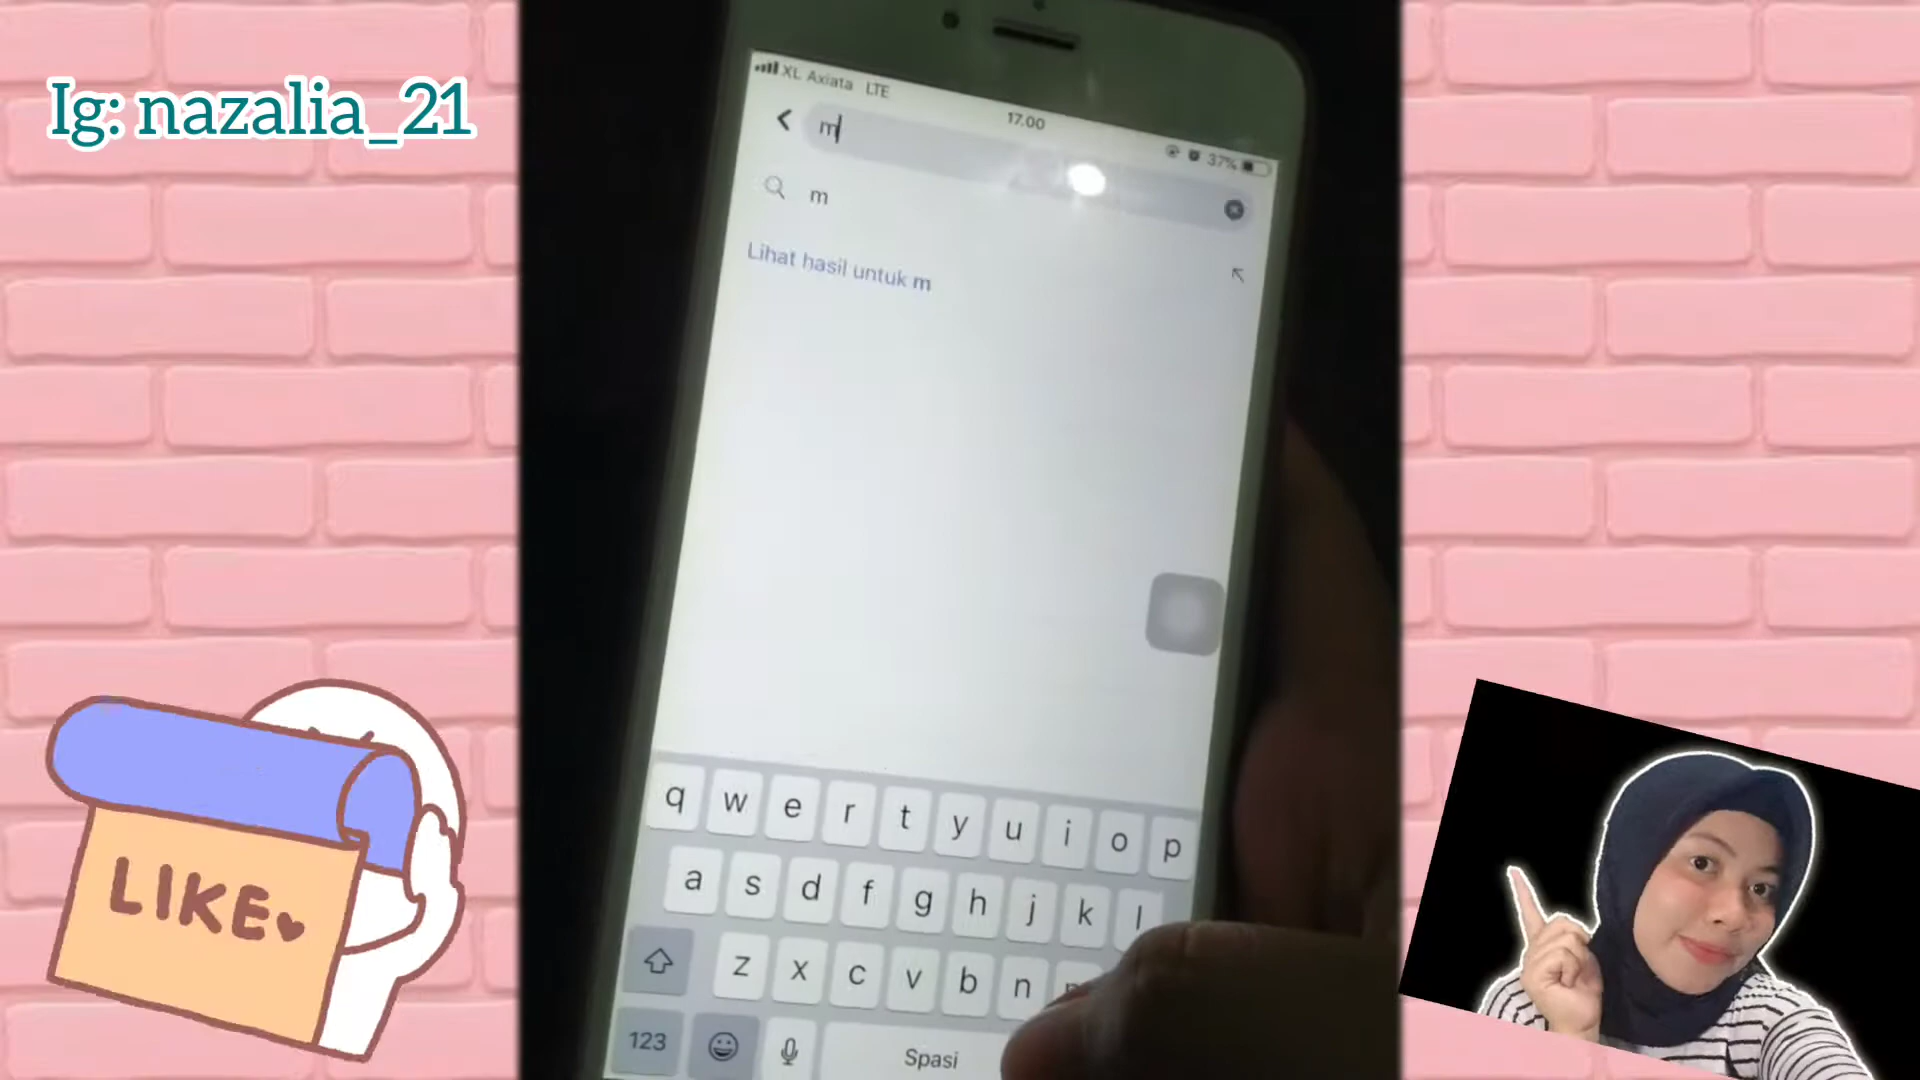 Ig: nazalia_21
XL Axiata LTE
17.00
37%
m
m
Lihat hasil untuk m
q w e r t y u i o p
a s d f g h j k l
z x c v b n
123
Spasi
LIKE